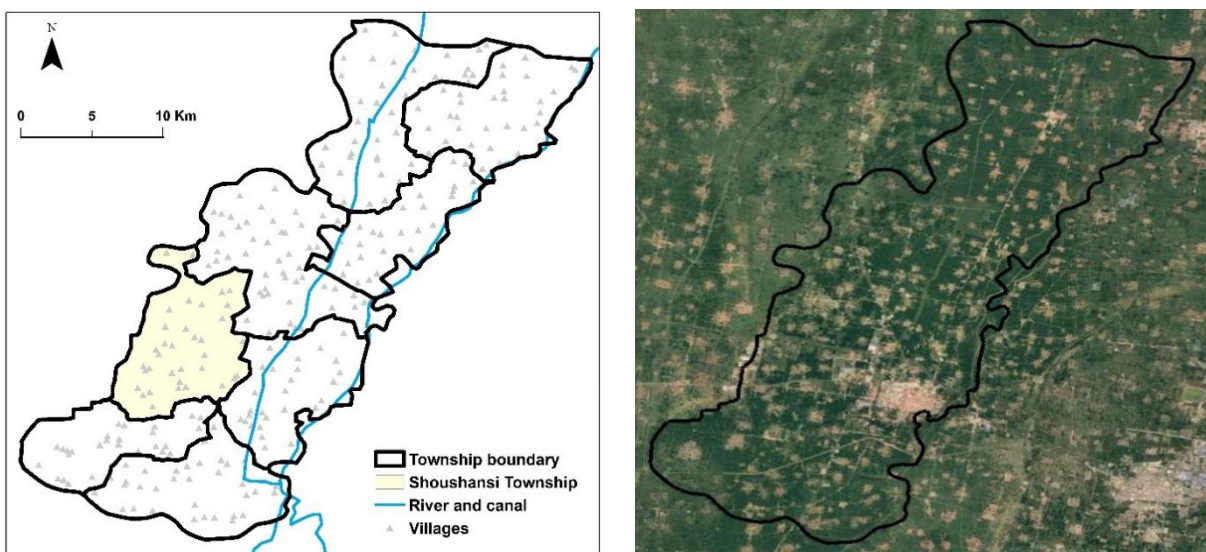 N
0 5 10 Km
Township boundary
Shoushansi Township
River and canal
Villages